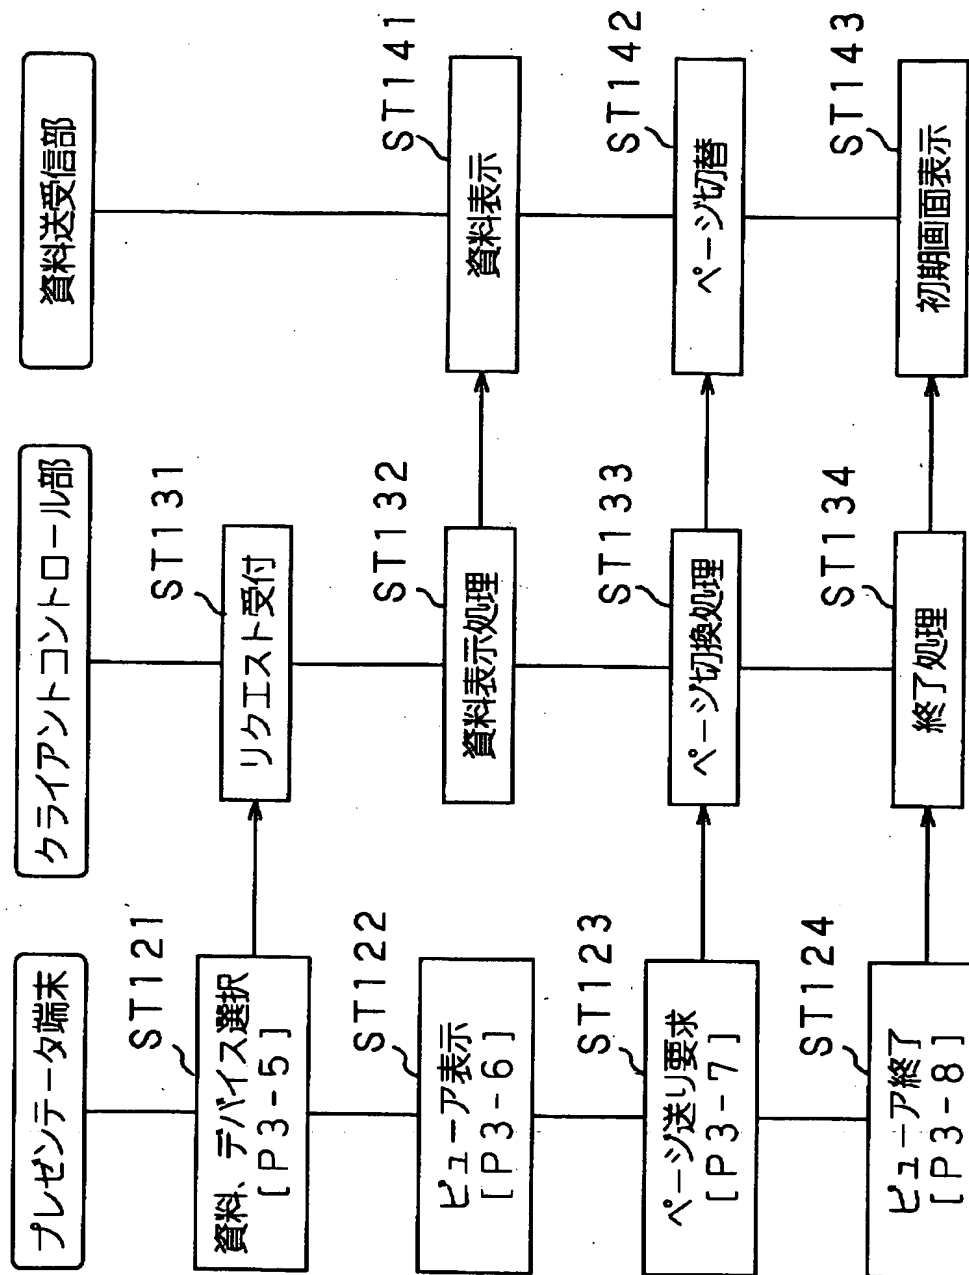 プレゼンテータ端末
ST121
資料、デバイス選択
[P3-5]
ST122
ビューア表示
[P3-6]
ST123
ページ送り要求
[P3-7]
ST124
ビューア終了
[P3-8]
クライアントコントロール部
ST131
リクエスト受付
ST132
資料表示処理
ST133
ページ切換処理
ST134
終了処理
資料送受信部
ST141
資料表示
ST142
ページ切替
ST143
初期画面表示